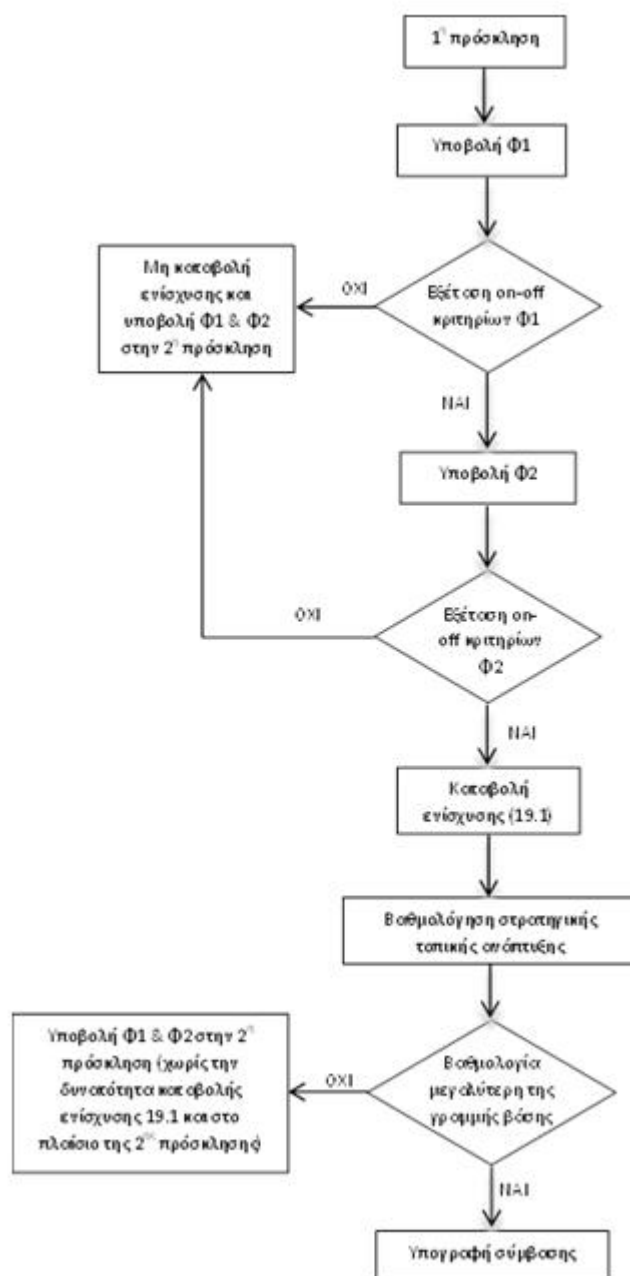 1η πρόσκληση
Υποβολή Φ1
Μη καταβολή
ενίσχυσης και
υποβολή Φ1 & Φ2
στην 2η πρόσκληση
ΟΧΙ
Εξέταση on-off
κριτηρίων Φ1
ΝΑΙ
Υποβολή Φ2
ΟΧΙ
Εξέταση on-
off κριτηρίων
Φ2
ΝΑΙ
Καταβολή
ενίσχυσης (19.1)
Βαθμολόγηση στρατηγικής
τοπικής ανάπτυξης
Υποβολή Φ1 & Φ2 στην 2η
πρόσκληση (χωρίς την
δυνατότητα καταβολής
ενίσχυσης 19.1 και στο
πλαίσιο της 2ης πρόσκλησης)
ΟΧΙ
Βαθμολογία
μεγαλύτερη της
γραμμής βάσης
ΝΑΙ
Υπογραφή σύμβασης